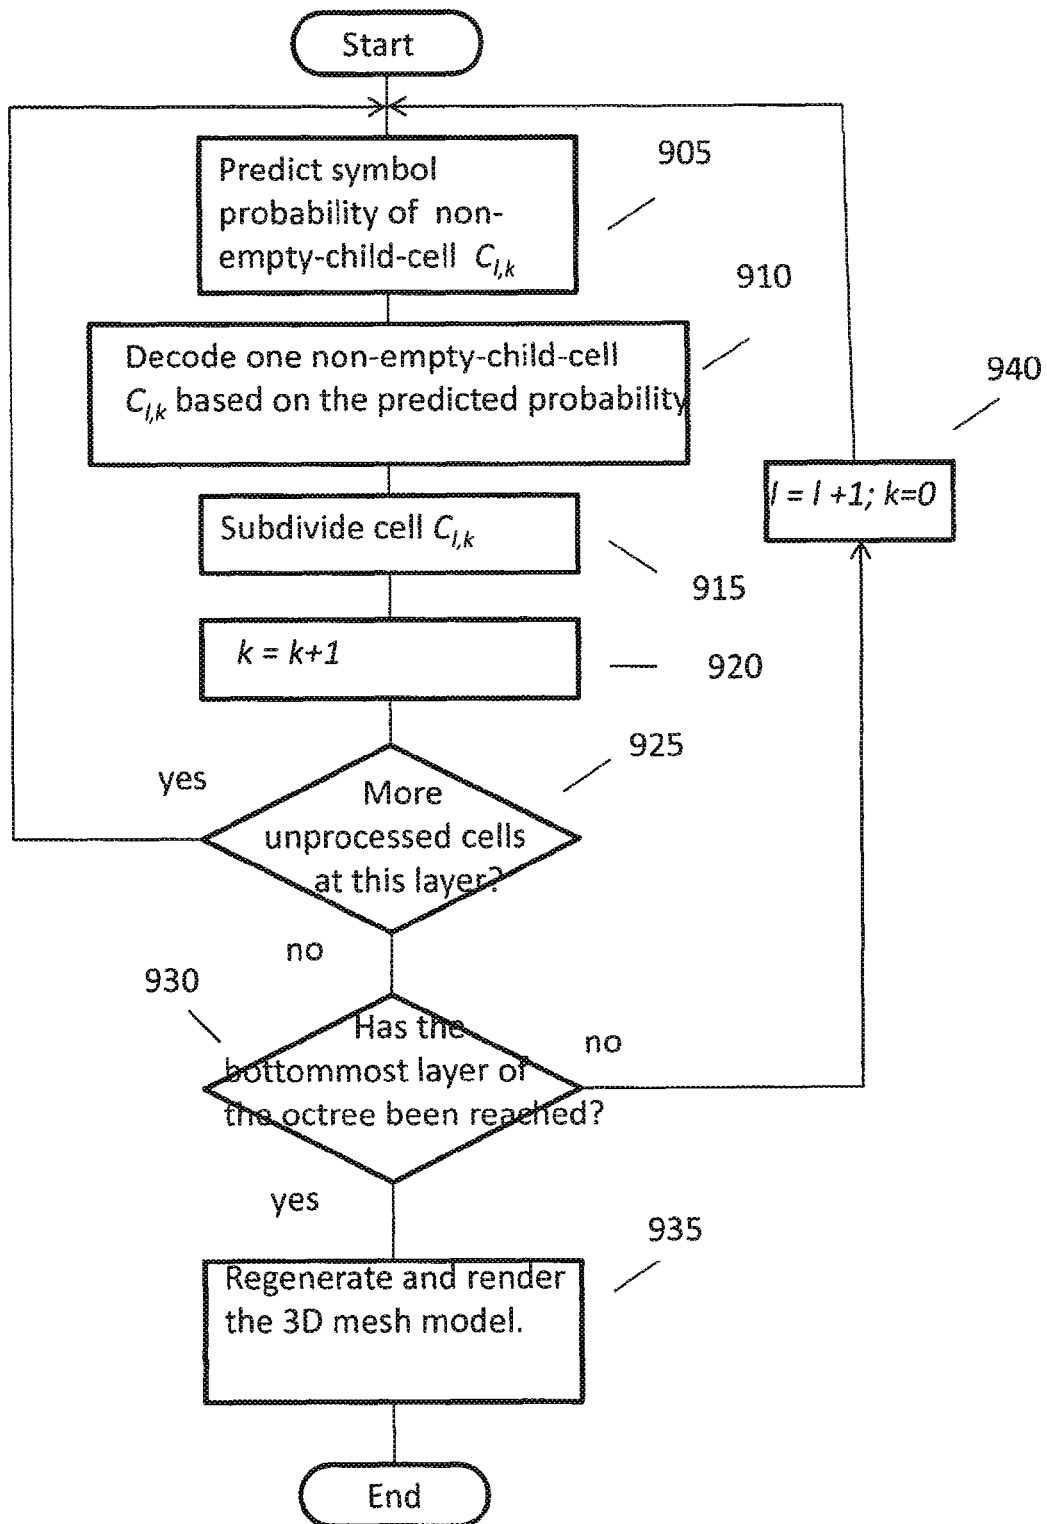 Start
Predict symbol
probability of non-
empty-child-cell C_{l,k}
905
Decode one non-empty-child-cell
C_{l,k} based on the predicted probability
910
Subdivide cell C_{l,k}
915
k = k+1
920
More
unprocessed cells
at this layer?
925
yes
no
Has the
bottommost layer of
the octree been reached?
930
no
l = l +1; k=0
940
yes
Regenerate and render
the 3D mesh model.
935
End